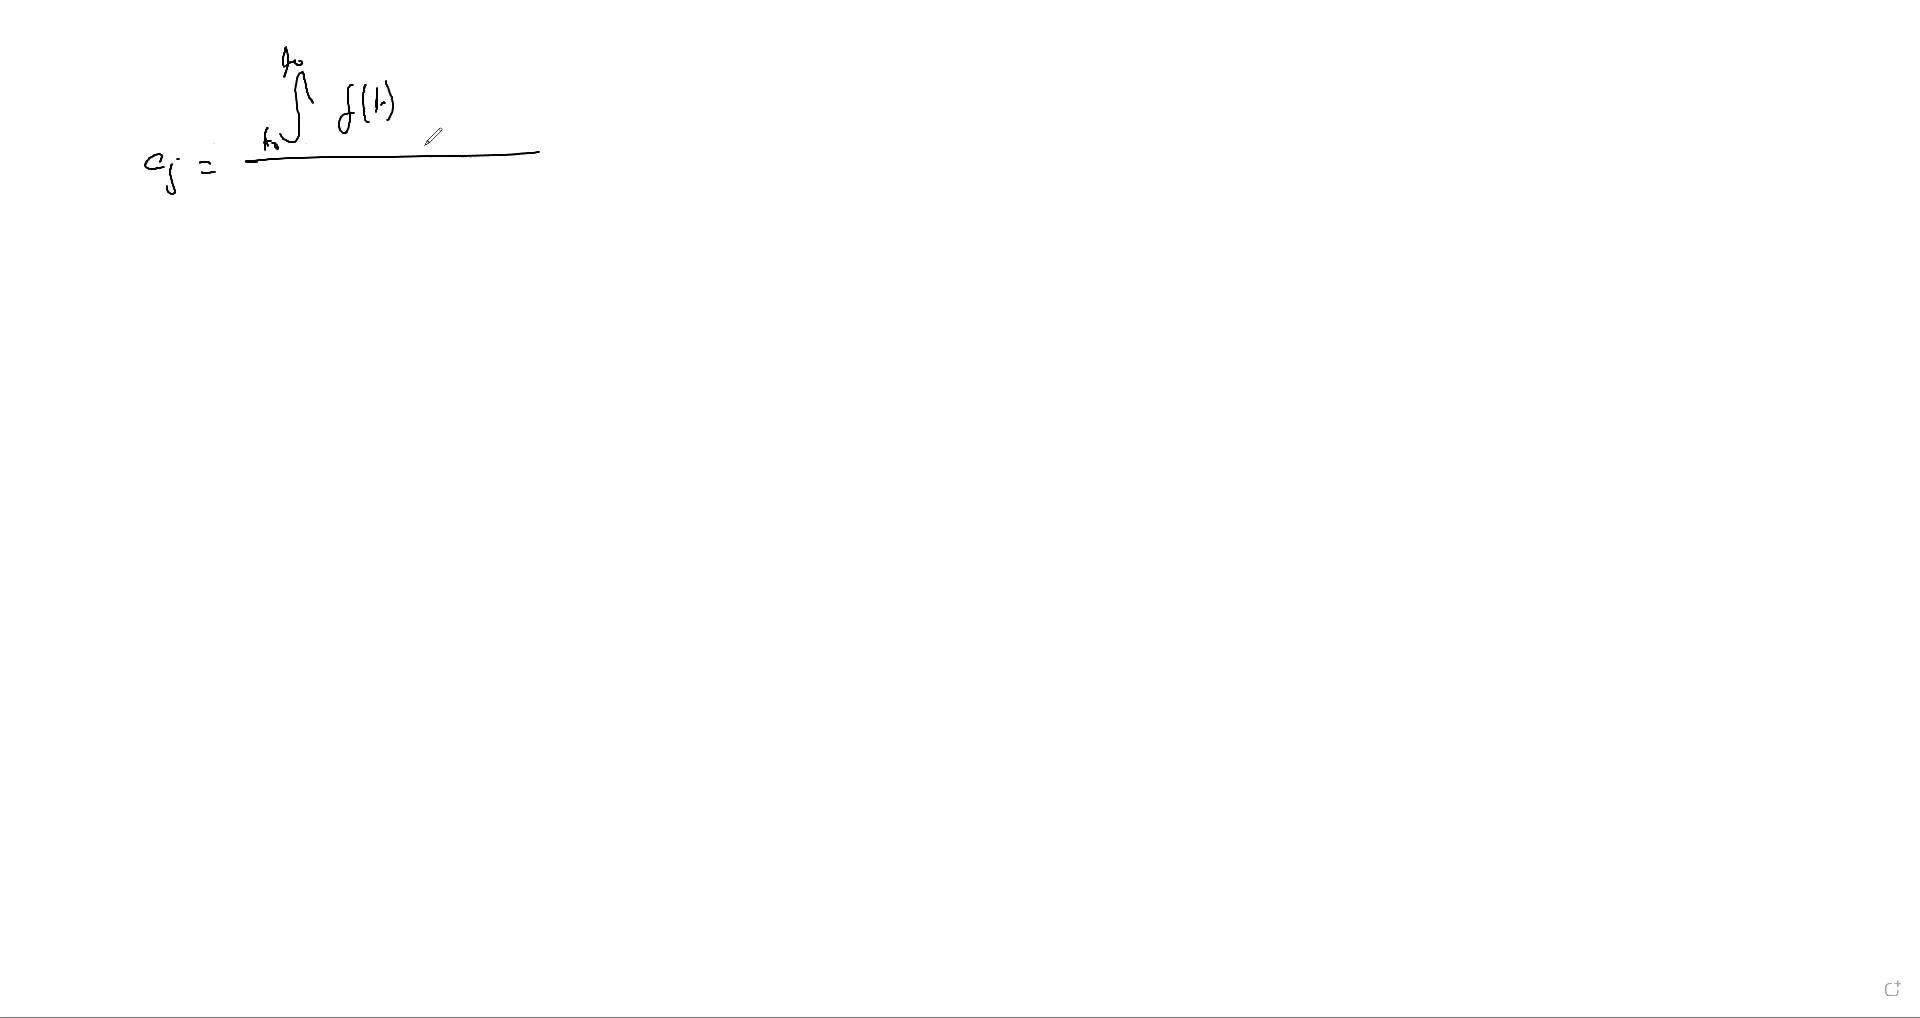 c_j = ∫ f(t)